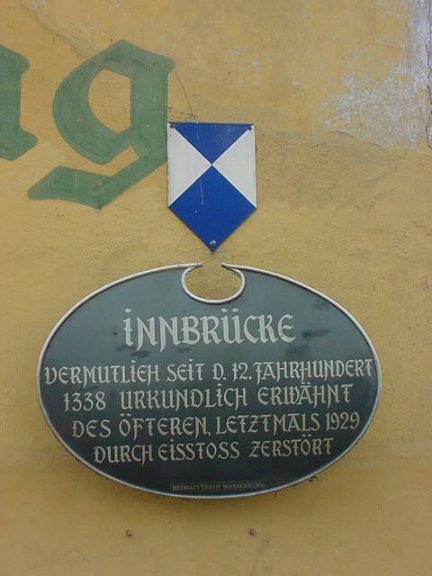 g
INNBRÜCKE
VERMUTLICH SEIT D. 12. JAHRHUNDERT
1338 URKUNDLICH ERWÄHNT
DES ÖFTEREN, LETZTMALS 1929
DURCH EISSTOSS ZERSTÖRT
HEIMATVEREIN WASSERBURG